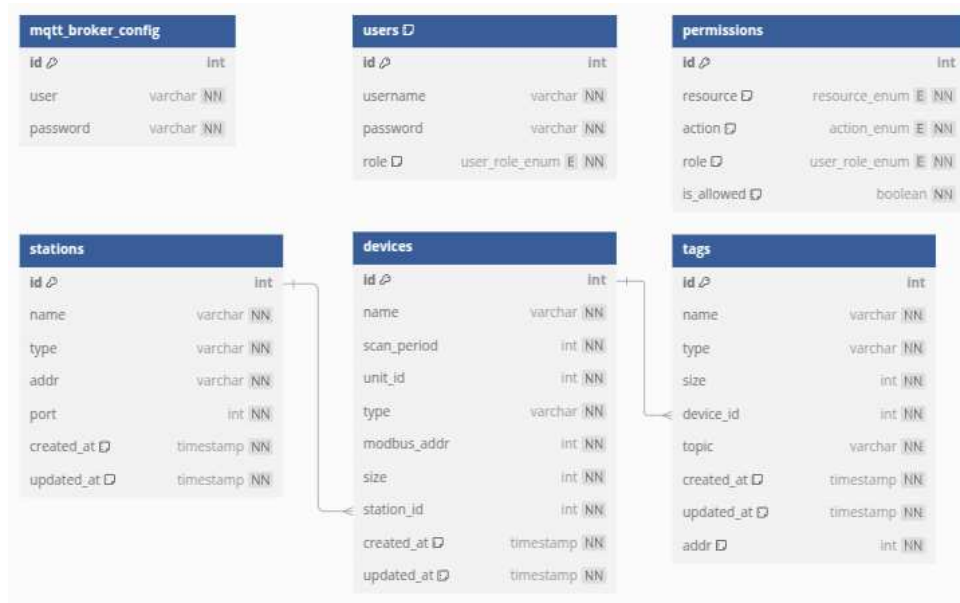 mqtt_broker_config
id int
user varchar NN
password varchar NN
users
id int
username varchar NN
password varchar NN
role user_role_enum E NN
permissions
id int
resource resource_enum E NN
action action_enum E NN
role user_role_enum E NN
is_allowed boolean NN
stations
id int
name varchar NN
type varchar NN
addr varchar NN
port int NN
created_at timestamp NN
updated_at timestamp NN
devices
id int
name varchar NN
scan_period int NN
unit_id int NN
type varchar NN
modbus_addr int NN
size int NN
station_id int NN
created_at timestamp NN
updated_at timestamp NN
tags
id int
name varchar NN
type varchar NN
size int NN
device_id int NN
topic varchar NN
created_at timestamp NN
updated_at timestamp NN
addr int NN